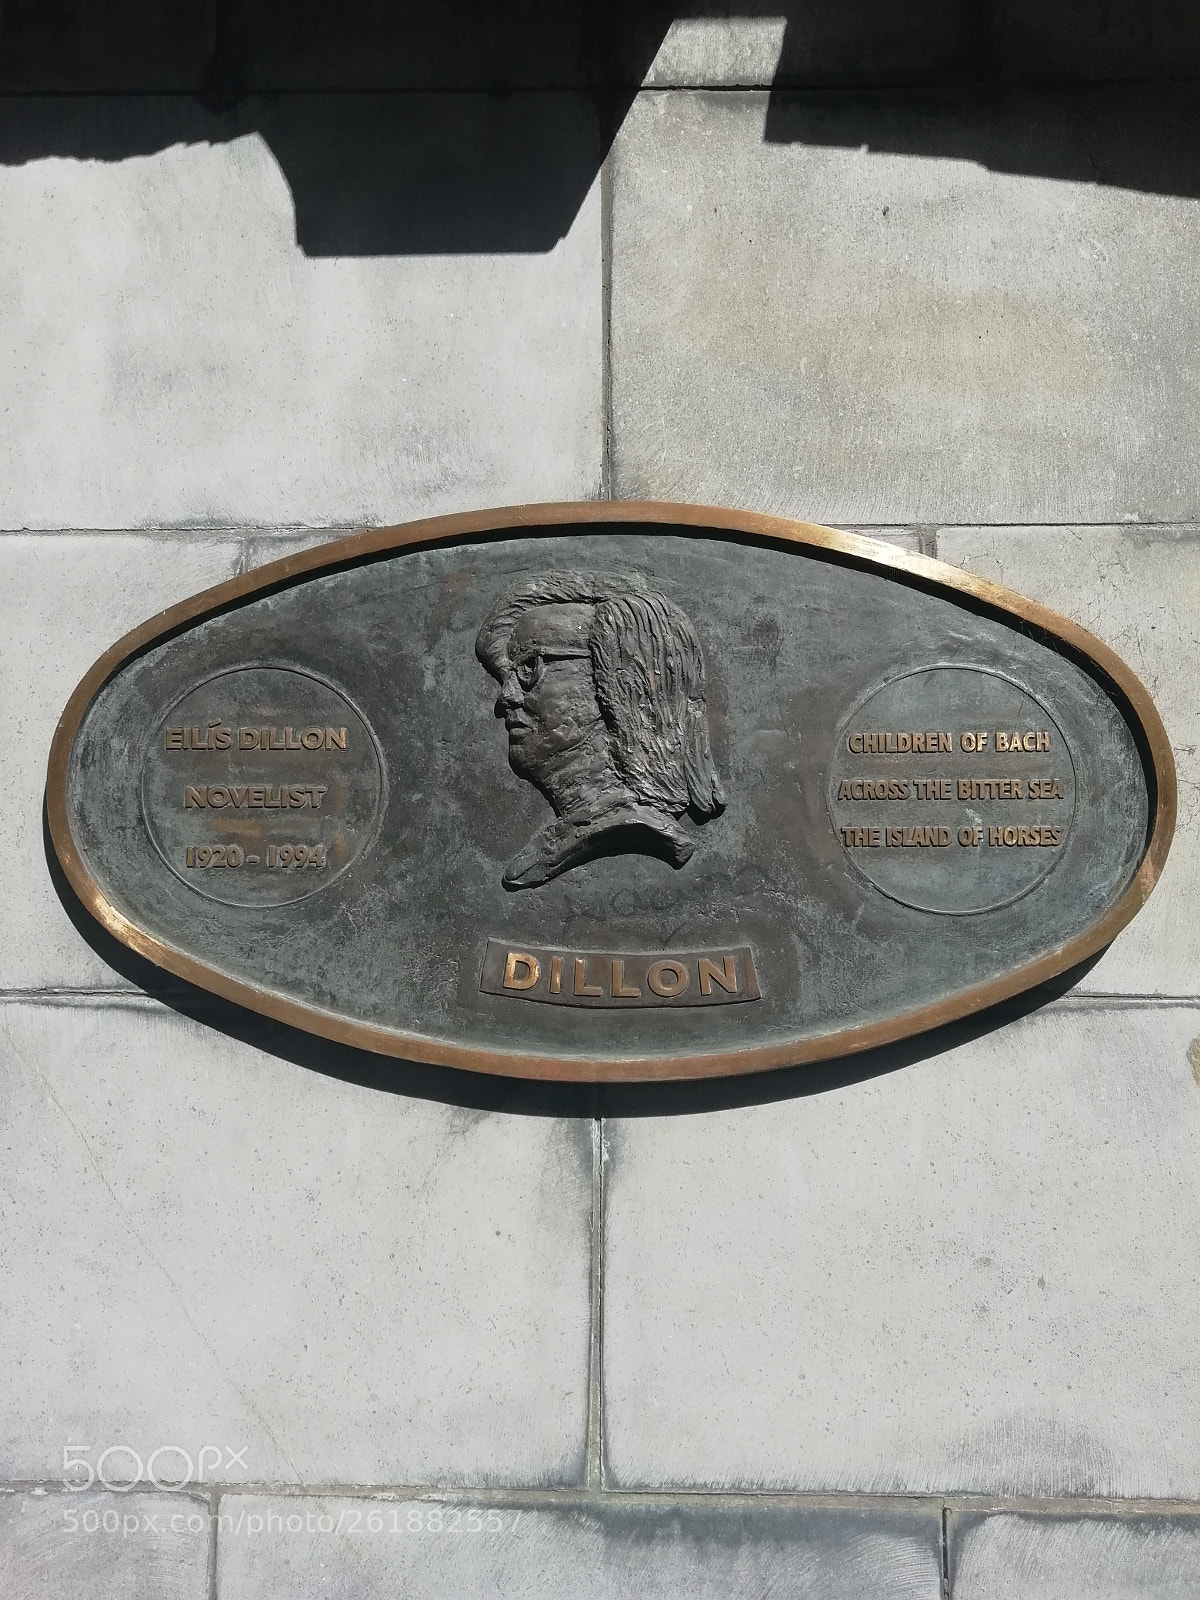 EILÍS DILLON
NOVELIST
1920 - 1994
CHILDREN OF BACH
ACROSS THE BITTER SEA
THE ISLAND OF HORSES
DILLON
500px
500px.com/photo/26188255/